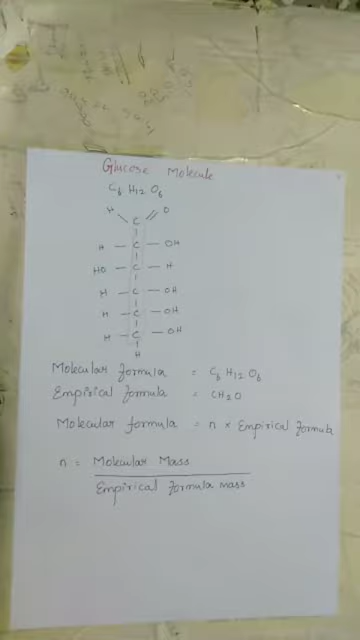 Glucose Molecule
C6 H12 O6
H O
C
H — C — OH
HO — C — H
H — C — OH
H — C — OH
H — C — OH
H
Molecular formula = C6 H12 O6
Empirical formula = CH2O
Molecular formula = n × Empirical formula
n = Molecular Mass
Empirical formula mass